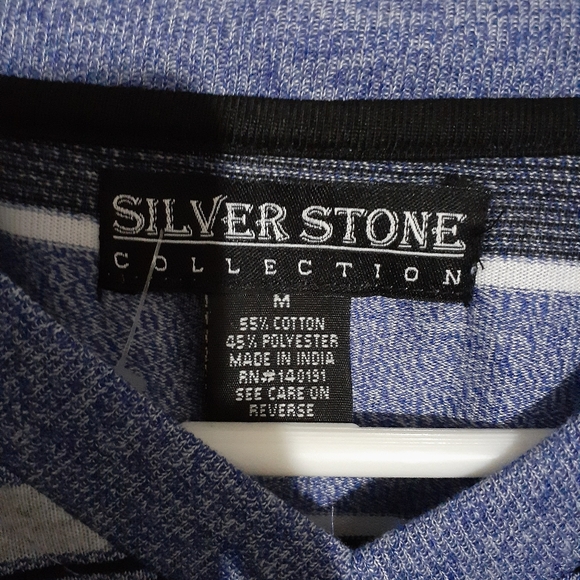 SILVER STONE
COLLECTION
M
55% COTTON
45% POLYESTER
MADE IN INDIA
RN#140191
SEE CARE ON
REVERSE